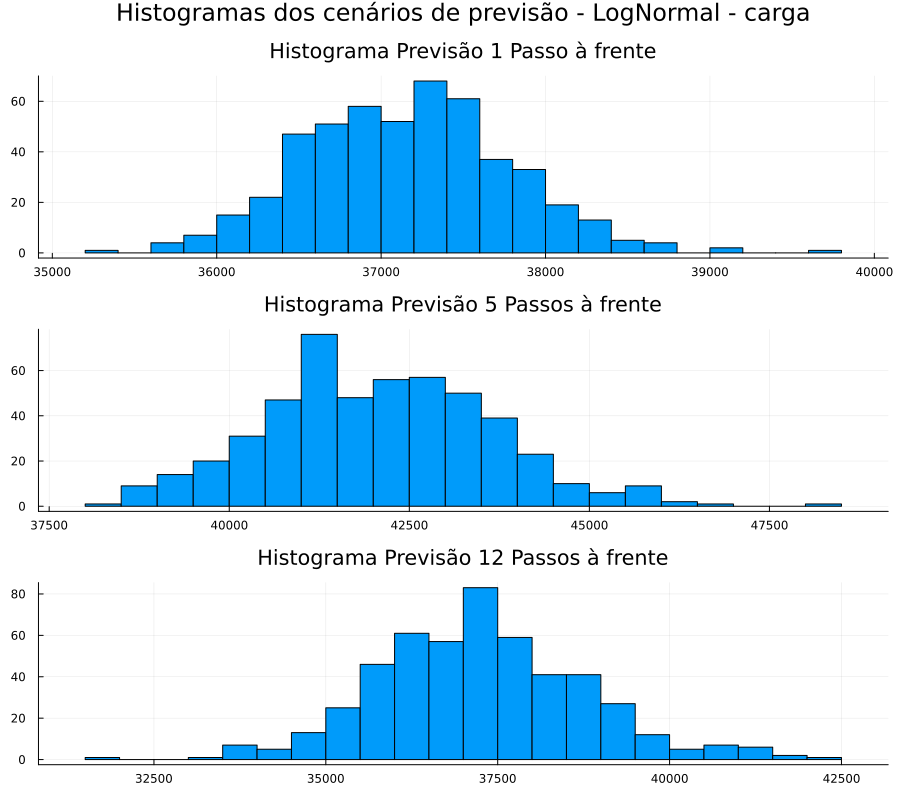 Histogramas dos cenários de previsão - LogNormal - carga
Histograma Previsão 1 Passo à frente
60
40
20
0
35000 36000 37000 38000 39000 40000
Histograma Previsão 5 Passos à frente
60
40
20
0
37500 40000 42500 45000 47500
Histograma Previsão 12 Passos à frente
80
60
40
20
0
32500 35000 37500 40000 42500